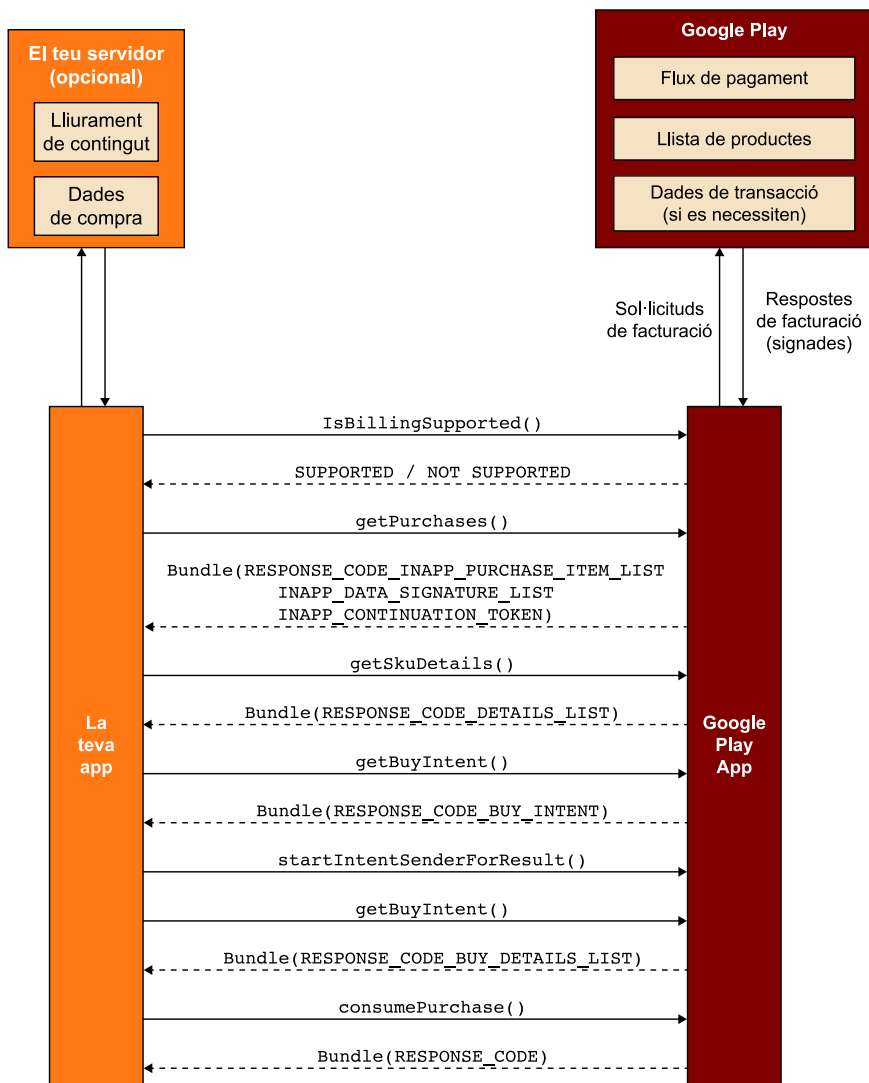 El teu servidor
(opcional)
Lliurament
de contingut
Dades
de compra
Google Play
Flux de pagament
Llista de productes
Dades de transacció
(si es necessiten)
Sol·licituds
de facturació
Respostes
de facturació
(signades)
IsBillingSupported()
SUPPORTED / NOT SUPPORTED
getPurchases()
Bundle(RESPONSE_CODE_INAPP_PURCHASE_ITEM_LIST
INAPP_DATA_SIGNATURE_LIST
INAPP_CONTINUATION_TOKEN)
getSkuDetails()
Bundle(RESPONSE_CODE_DETAILS_LIST)
La
teva
app
Google
Play
App
getBuyIntent()
Bundle(RESPONSE_CODE_BUY_INTENT)
startIntentSenderForResult()
getBuyIntent()
Bundle(RESPONSE_CODE_BUY_DETAILS_LIST)
consumePurchase()
Bundle(RESPONSE_CODE)